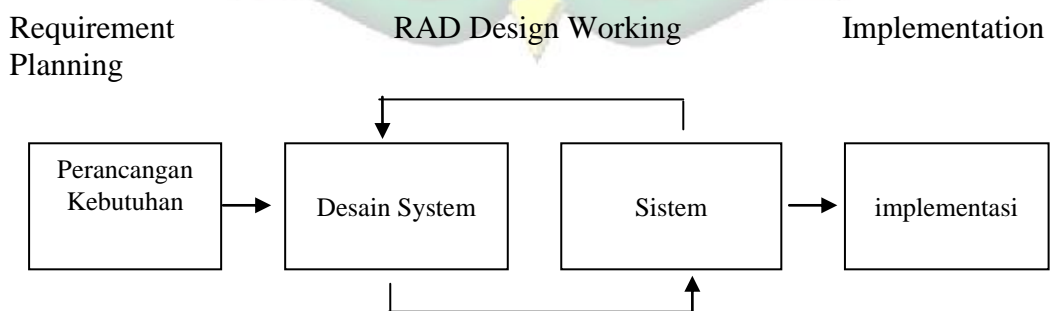 Requirement
Planning
RAD Design Working
Implementation
Perancangan
Kebutuhan
Desain System
Sistem
implementasi